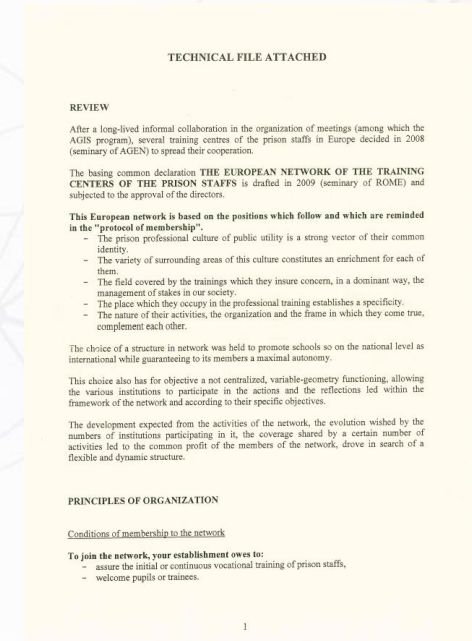 TECHNICAL FILE ATTACHED
REVIEW
After a long-lived informal collaboration in the organization of meetings (among which the
AGIS program), several training centres of the prison staffs in Europe decided in 2008
(seminar of AGEN) to spread their cooperation.
The basing common declaration THE EUROPEAN NETWORK OF THE TRAINING
CENTERS OF THE PRISON STAFFS is drafted in 2009 (seminar of ROME) and
subjected to the approval of the directors.
This European network is based on the positions which follow and which are reminded
in the "protocol of membership".
- The prison professional culture of public utility is a strong vector of their common
identity.
- The variety of surrounding areas of this culture constitutes an enrichment for each of
them.
- The field covered by the trainings which they insure concern, in a dominant way, the
management of stakes in our society.
- The place which they occupy in the professional training establishes a specificity.
- The nature of their activities, the organization and the frame in which they come true,
complement each other.
The choice of a structure in network was held to promote schools so on the national level as
international while guaranteeing to its members a maximal autonomy.
This choice also has for objective a not centralized, variable-geometry functioning, allowing
the various institutions to participate in the actions and the reflections led within the
framework of the network and according to their specific objectives.
The development expected from the activities of the network, the evolution wished by the
numbers of institutions participating in it, the coverage shared by a certain number of
activities led to the common profit of the members of the network, drove in search of a
flexible and dynamic structure.
PRINCIPLES OF ORGANIZATION
Conditions of membership to the network
To join the network, your establishment owes to:
- assure the initial or continuous vocational training of prison staffs,
- welcome pupils or trainees.
1